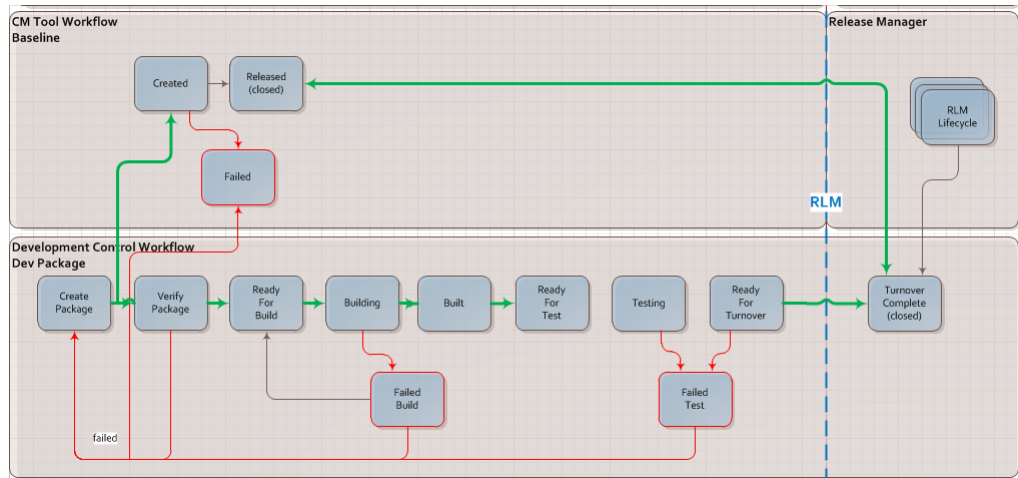 CM Tool Workflow
Baseline
Release Manager
Created
Released
(closed)
RLM
Lifecycle
Failed
RLM
Development Control Workflow
Dev Package
Create
Package
Verify
Package
Ready
For
Build
Building
Built
Ready
For
Test
Testing
Ready
For
Turnover
Turnover
Complete
(closed)
Failed
Build
Failed
Test
failed